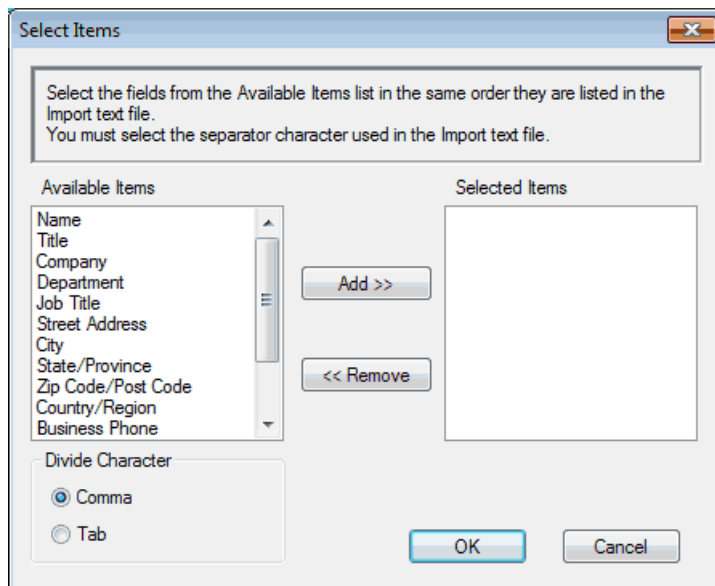 Select Items
Select the fields from the Available Items list in the same order they are listed in the
Import text file.
You must select the separator character used in the Import text file.
Available Items
Selected Items
Name
Title
Company
Department
Job Title
Street Address
City
State/Province
Zip Code/Post Code
Country/Region
Business Phone
Add >>
<< Remove
Divide Character
Comma
Tab
OK
Cancel